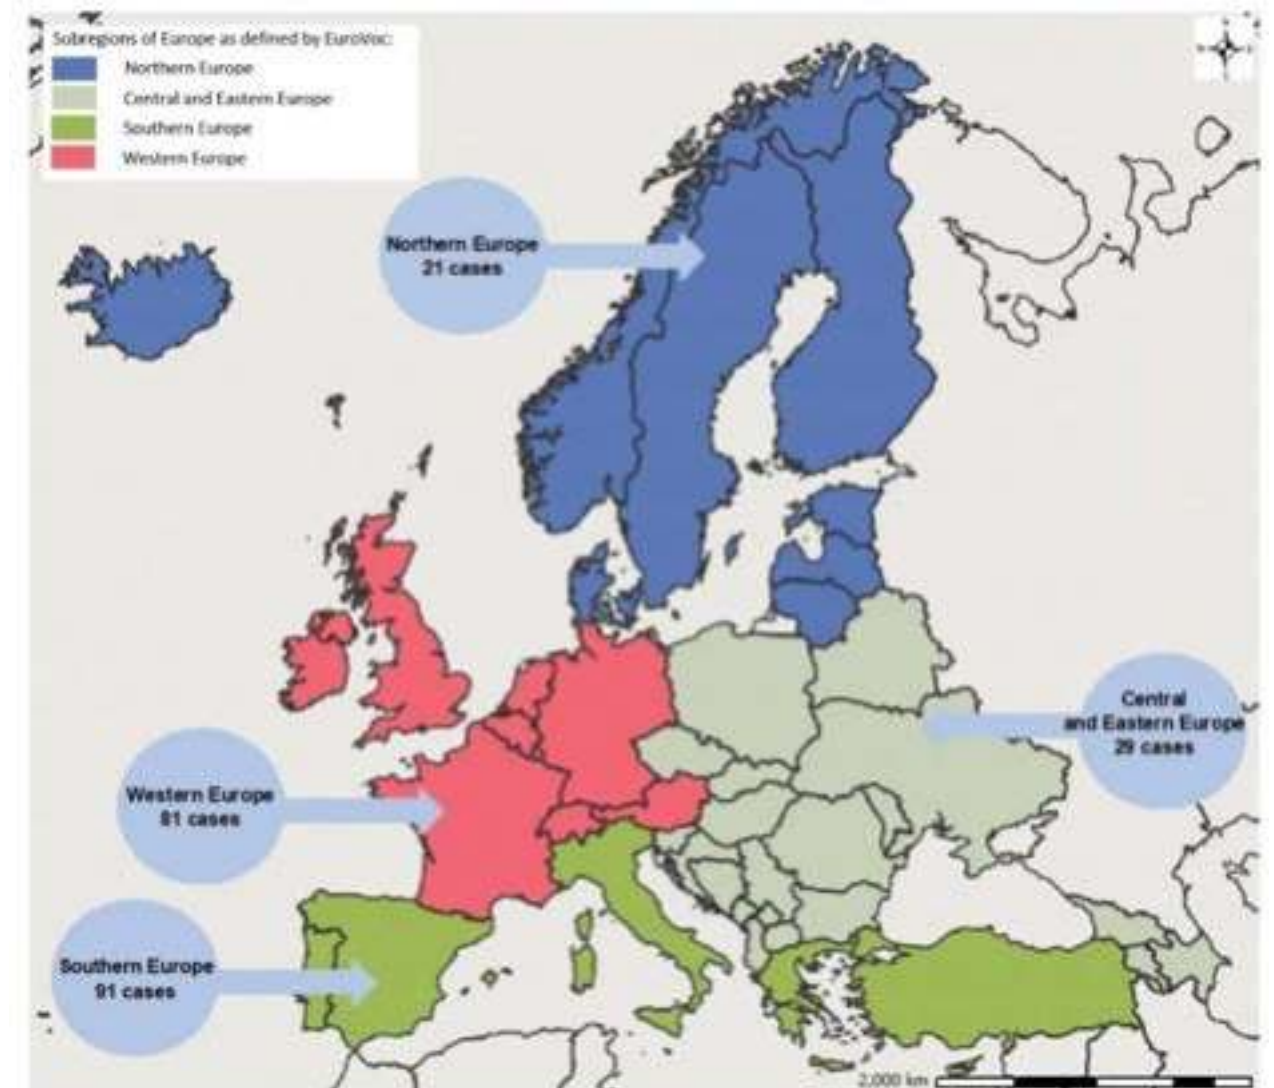 Subregions of Europe as defined by EuroVoc:
Northern Europe
Central and Eastern Europe
Southern Europe
Western Europe
Northern Europe
21 cases
Central
and Eastern Europe
29 cases
Western Europe
81 cases
Southern Europe
91 cases
2,000 km